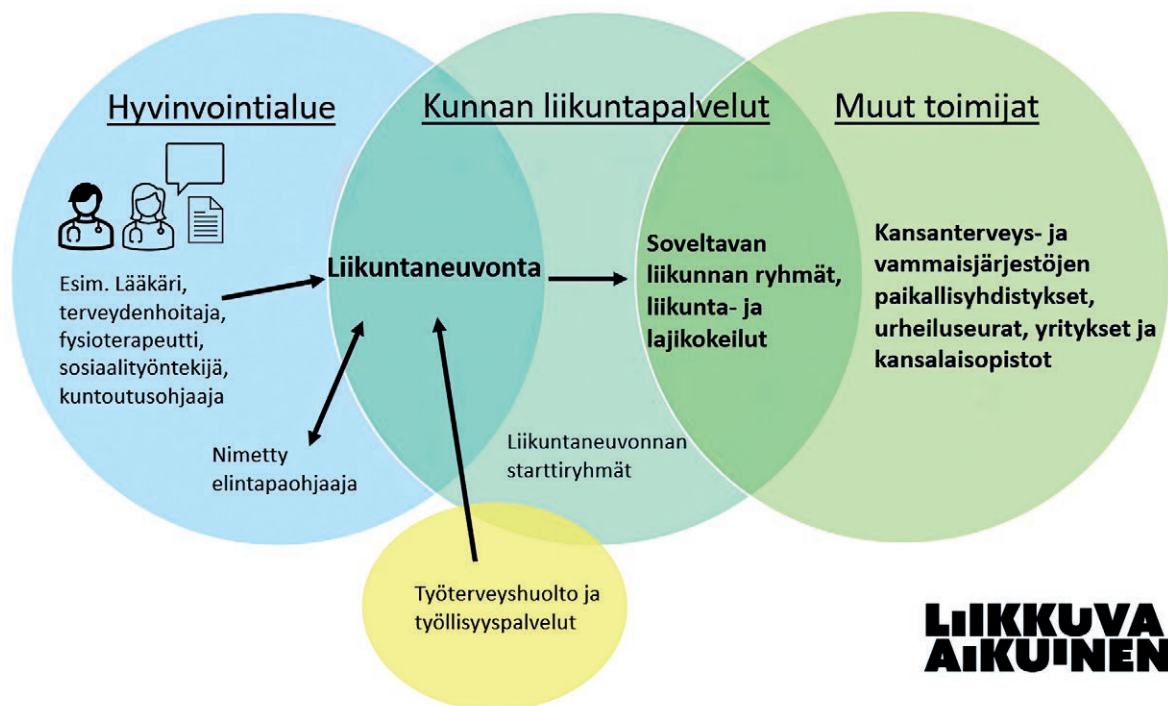 Hyvinvointialue
Kunnan liikuntapalvelut
Muut toimijat
Esim. Lääkäri,
terveydenhoitaja,
fysioterapeutti,
sosiaalityöntekijä,
kuntoutusohjaaja
Nimetty
elintapaohjaaja
Liikuntaneuvonta
Liikuntaneuvonnan
starttiryhmät
Soveltavan
liikunnan ryhmät,
liikunta- ja
lajikokeilut
Kansanterveys- ja
vammaisjärjestöjen
paikallisyhdistykset,
urheiluseurat, yritykset ja
kansalaisopistot
Työterveyshuolto ja
työllisyyspalvelut
LIIKKUVA
AIKUINEN